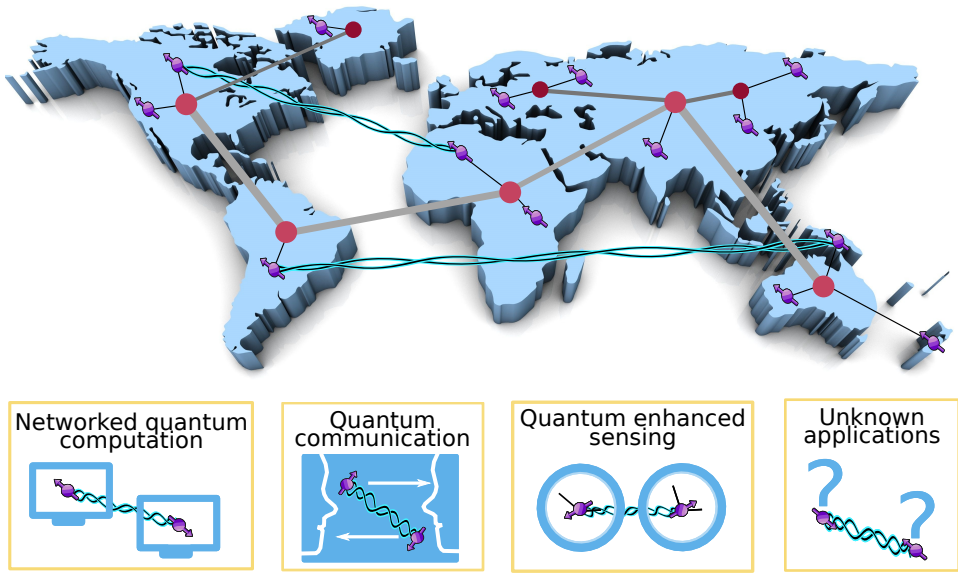 Networked quantum
computation
Quantum
communication
Quantum enhanced
sensing
Unknown
applications
?
?